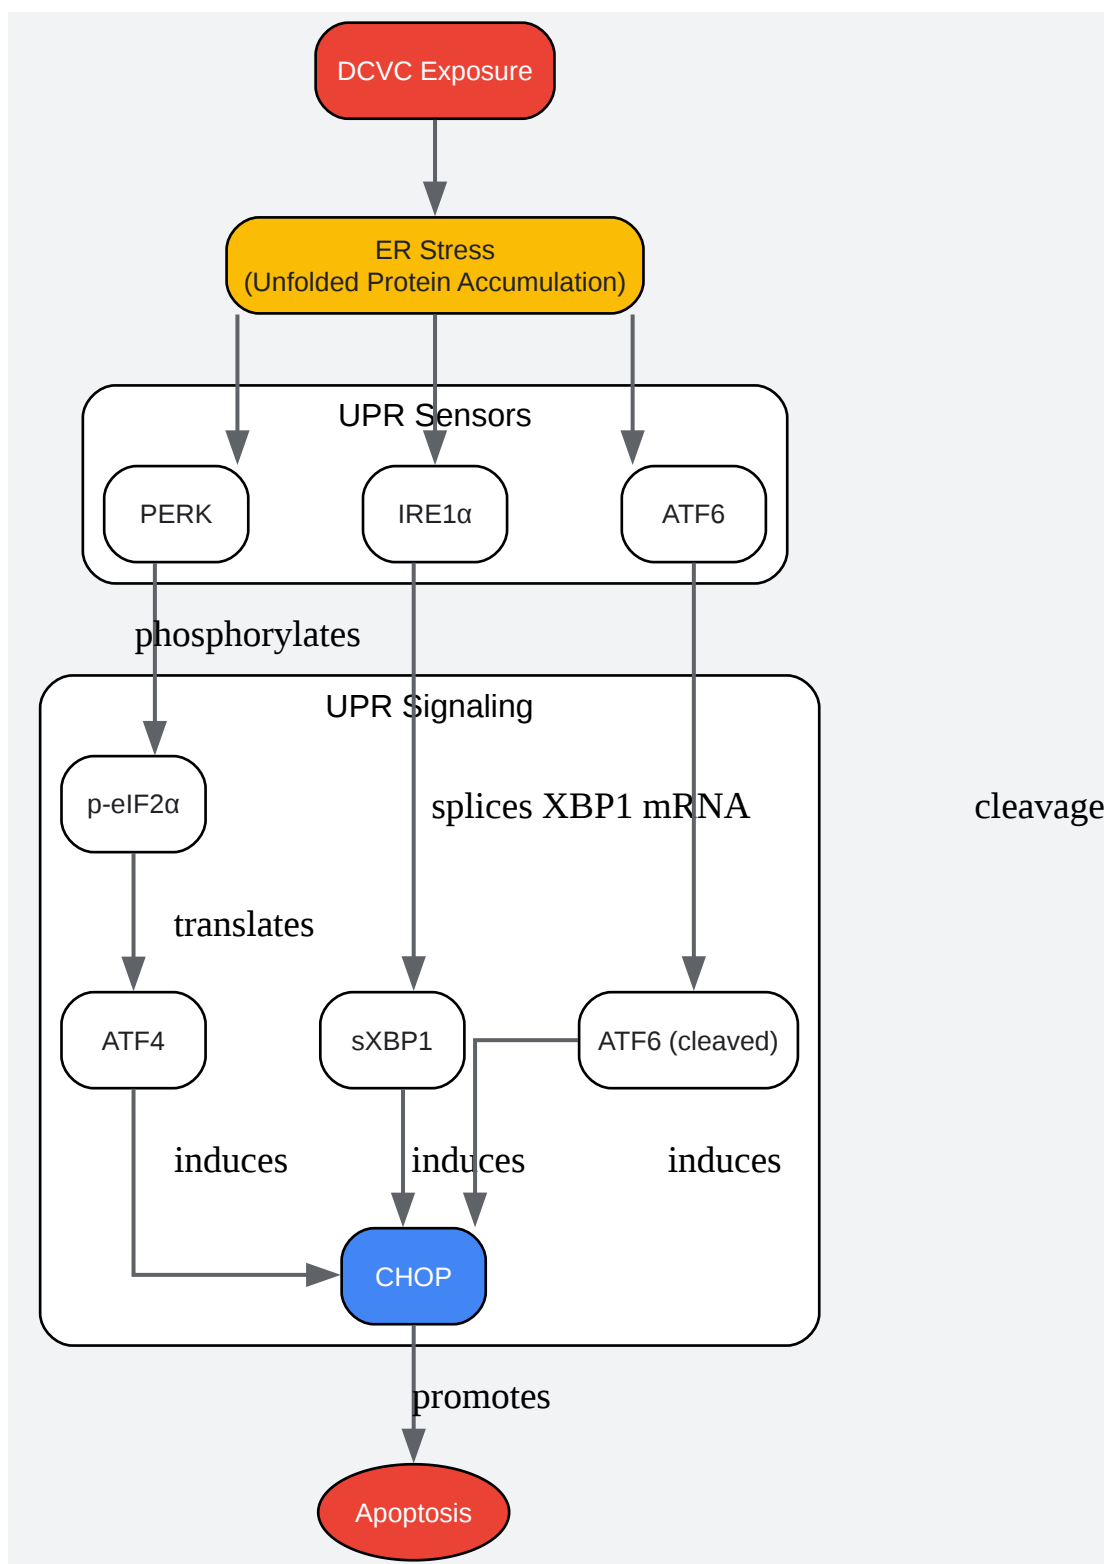 DCVC Exposure
ER Stress
(Unfolded Protein Accumulation)
UPR Sensors
PERK
IRE1α
ATF6
phosphorylates
UPR Signaling
p-eIF2α
splices XBP1 mRNA
cleavage
translates
ATF4
sXBP1
ATF6 (cleaved)
induces
induces
induces
CHOP
promotes
Apoptosis